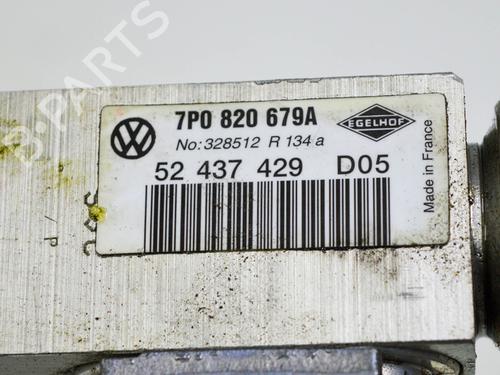 B-PARTS
7P0 820 679A
EGELHOF
No: 328512 R 134 a
52 437 429 D05
Made in France